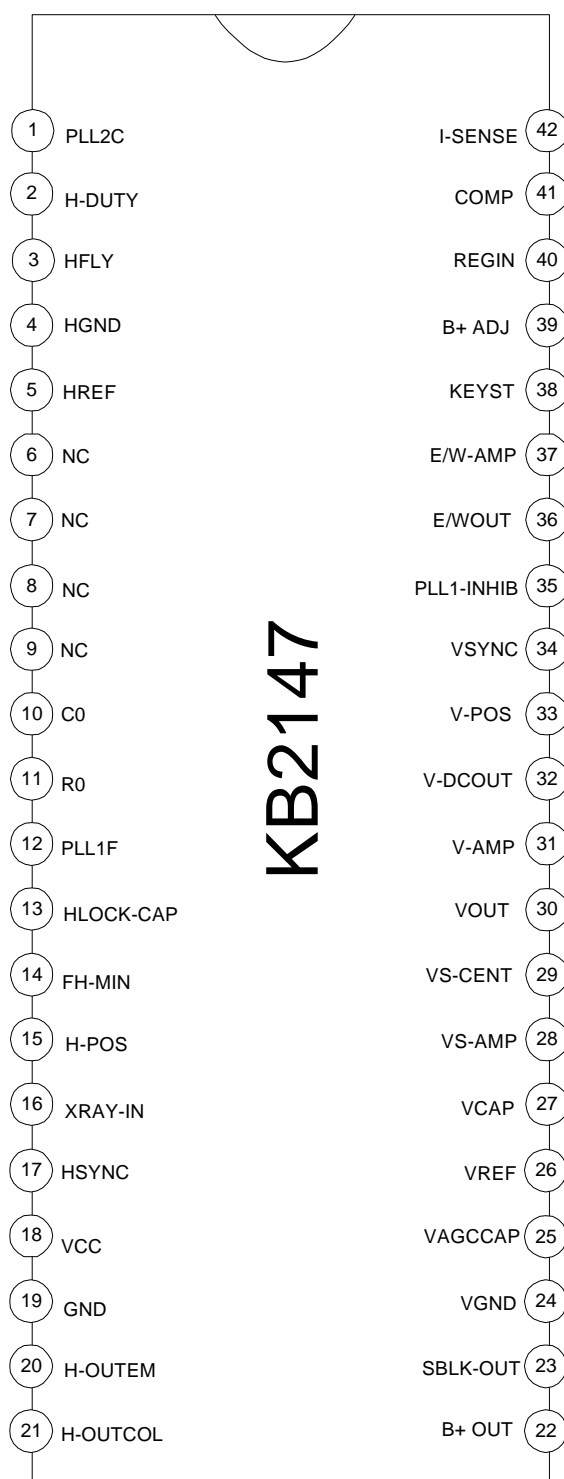 1 PLL2C
2 H-DUTY
3 HFLY
4 HGND
5 HREF
6 NC
7 NC
8 NC
9 NC
10 C0
11 R0
12 PLL1F
13 HLOCK-CAP
14 FH-MIN
15 H-POS
16 XRAY-IN
17 HSYNC
18 VCC
19 GND
20 H-OUTEM
21 H-OUTCOL
KB2147
I-SENSE 42
COMP 41
REGIN 40
B+ ADJ 39
KEYST 38
E/W-AMP 37
E/WOUT 36
PLL1-INHIB 35
VSYNC 34
V-POS 33
V-DCOUT 32
V-AMP 31
VOUT 30
VS-CENT 29
VS-AMP 28
VCAP 27
VREF 26
VAGCCAP 25
VGND 24
SBLK-OUT 23
B+ OUT 22